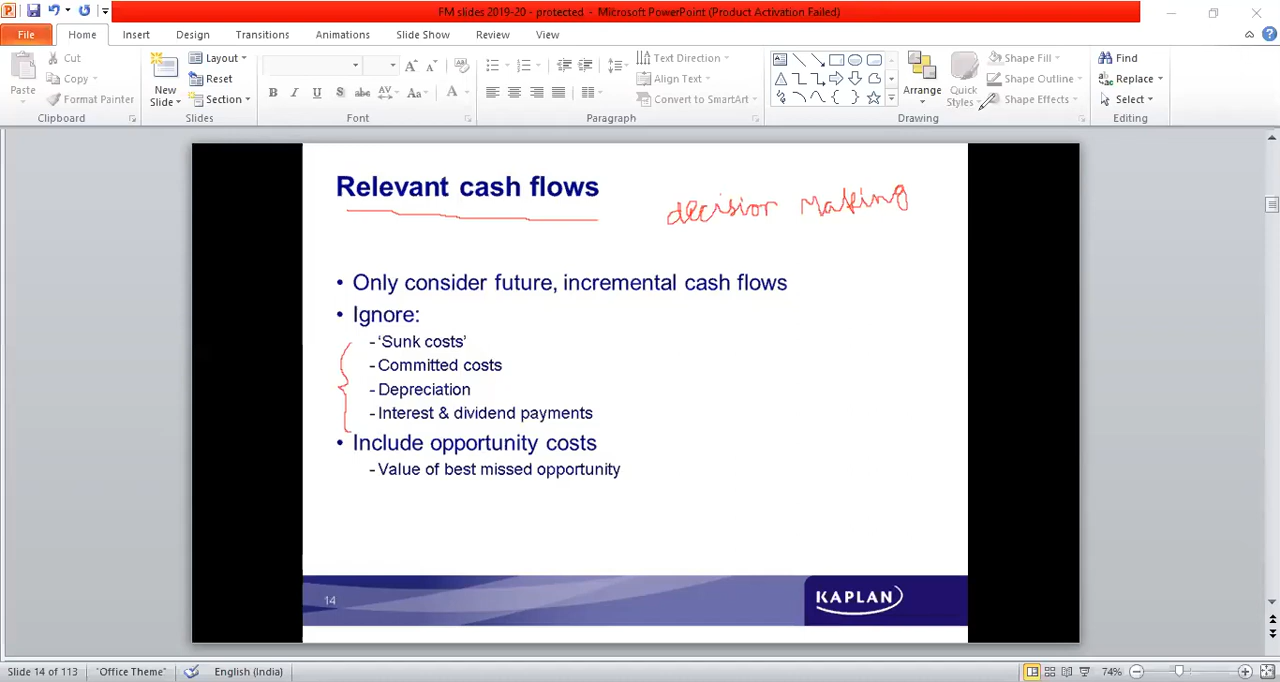 FM slides 2019-20 - protected - Microsoft PowerPoint (Product Activation Failed)
File Home Insert Design Transitions Animations Slide Show Review View
Paste
Cut
Copy
Format Painter
Clipboard
New
Slide
Layout
Reset
Section
Slides
B I U S abc AV Aa A
Font
Text Direction
Align Text
Convert to SmartArt
Paragraph
Arrange
Quick
Styles
Shape Fill
Shape Outline
Shape Effects
Drawing
Find
Replace
Select
Editing
Relevant cash flows
decision making
• Only consider future, incremental cash flows
• Ignore:
- 'Sunk costs'
- Committed costs
- Depreciation
- Interest & dividend payments
• Include opportunity costs
- Value of best missed opportunity
14
KAPLAN
Slide 14 of 113 "Office Theme" English (India) 74%